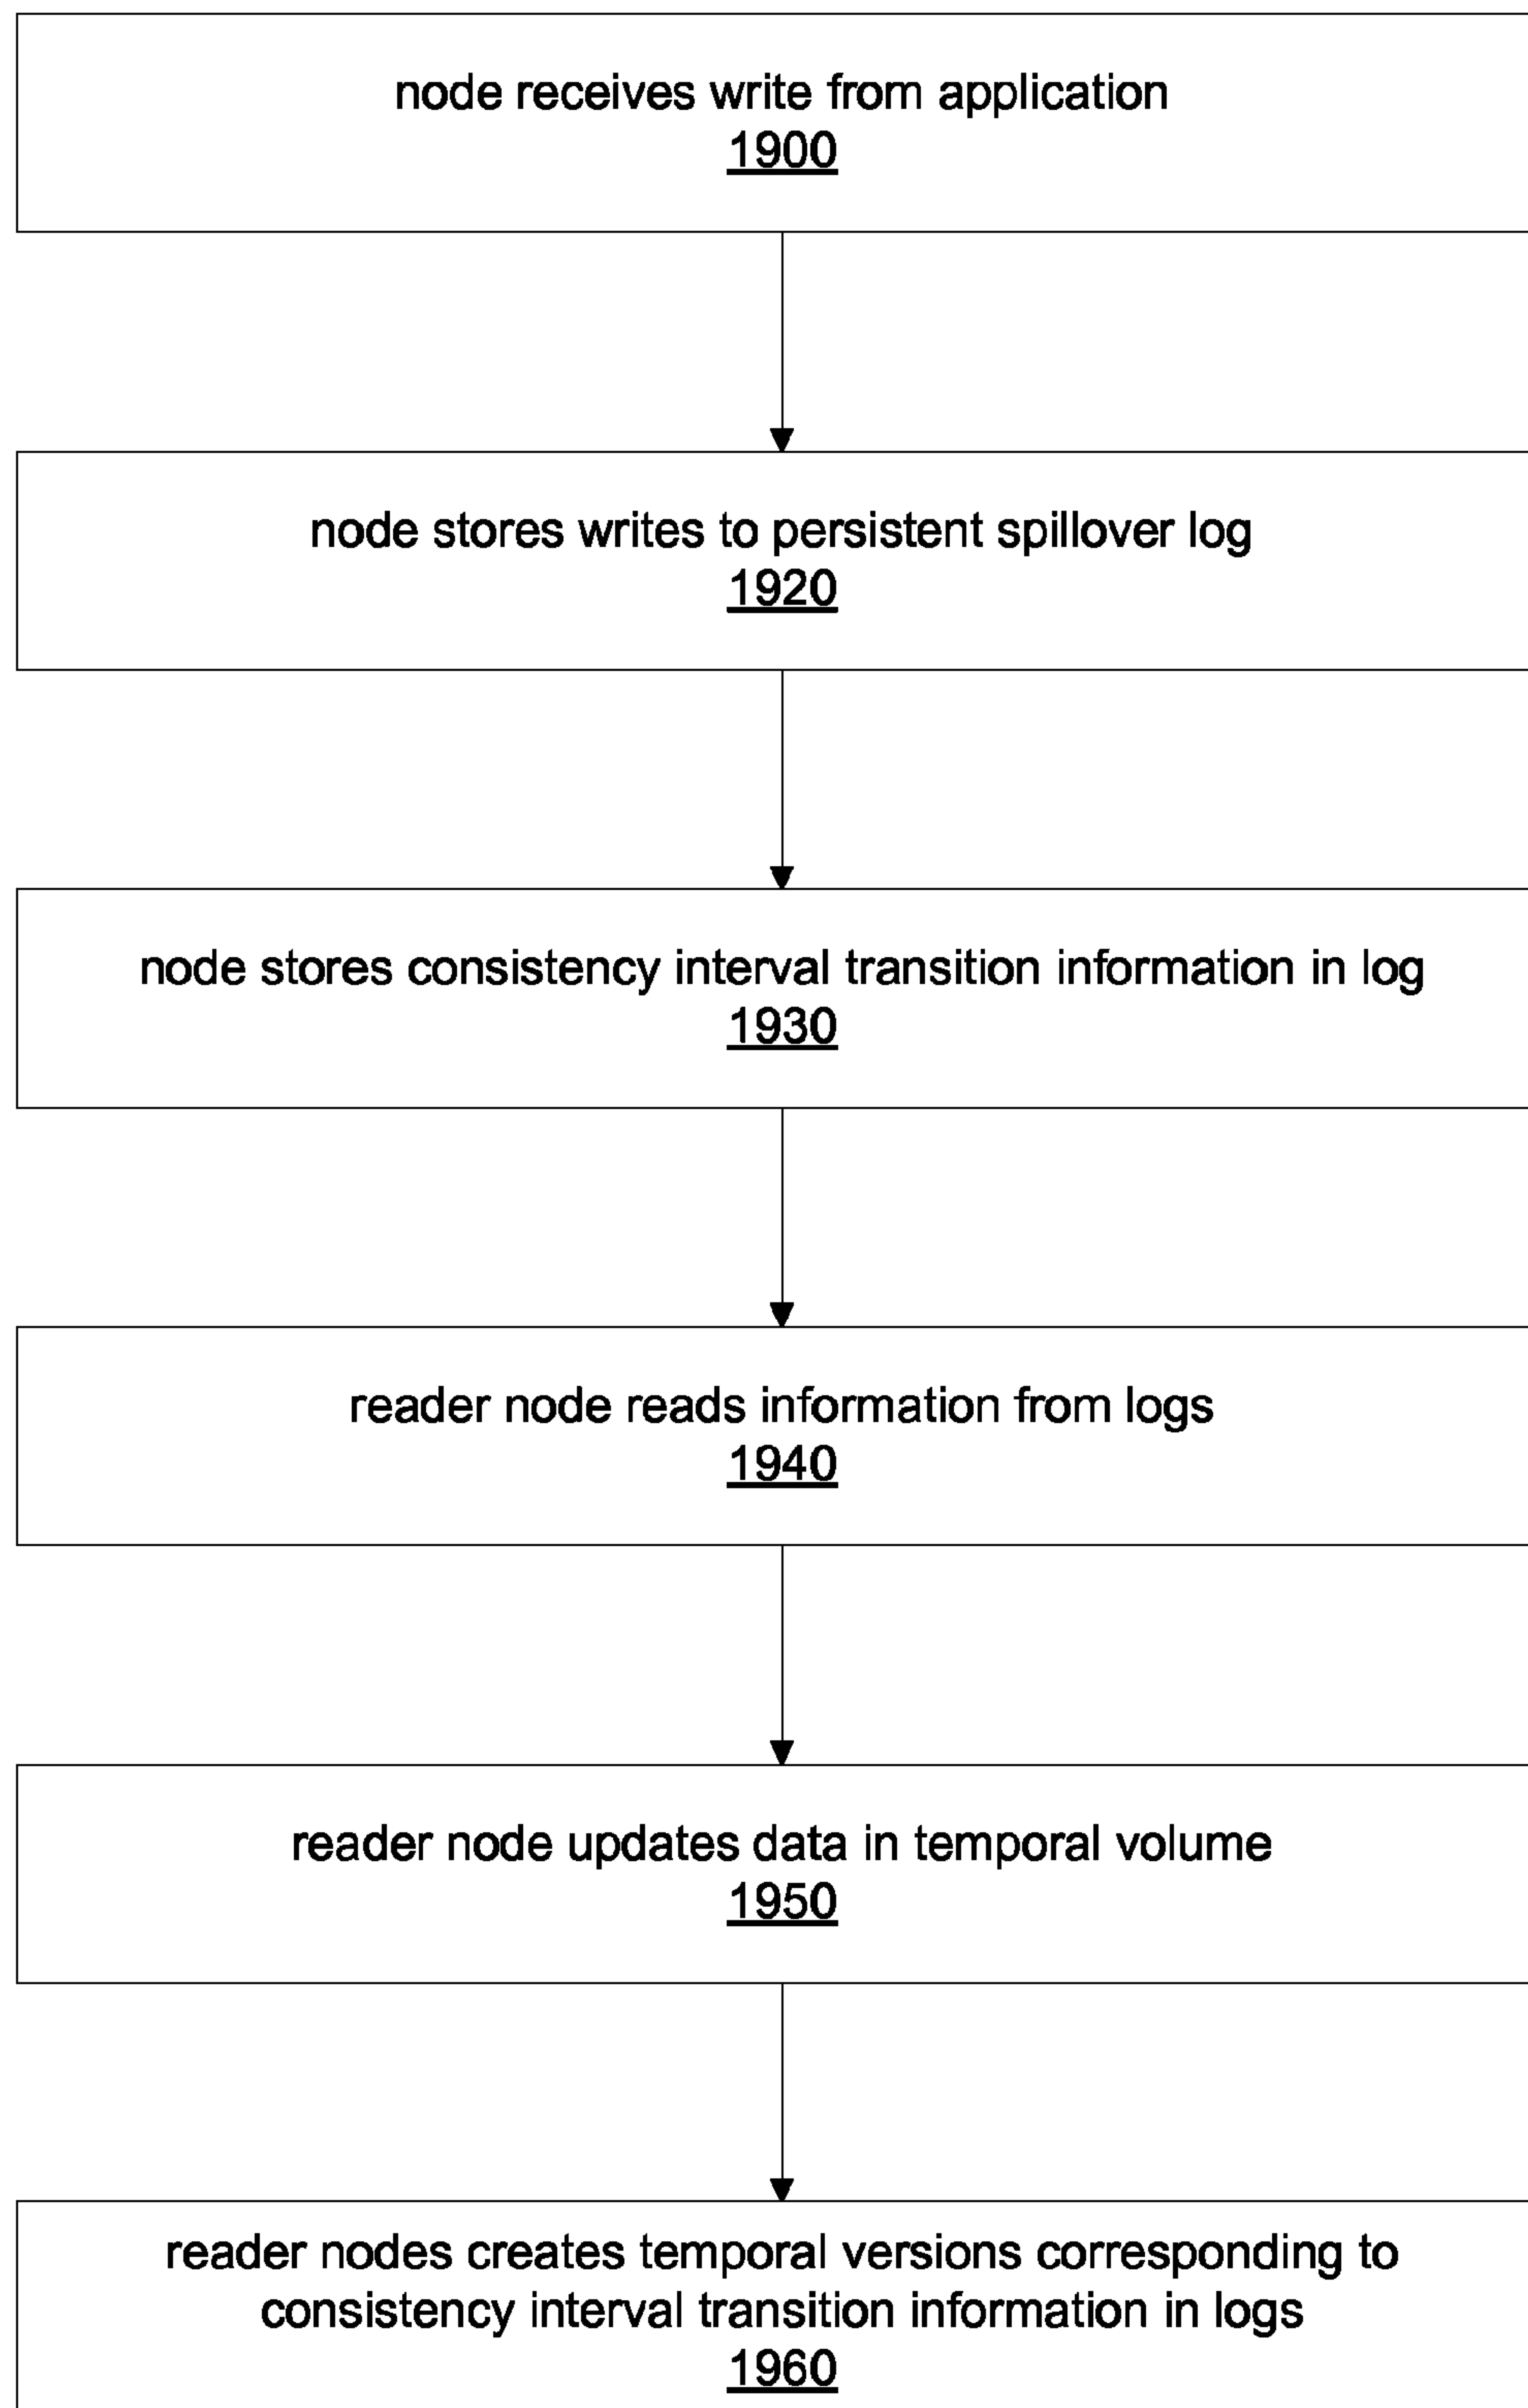 node receives write from application
1900
node stores writes to persistent spillover log
1920
node stores consistency interval transition information in log
1930
reader node reads information from logs
1940
reader node updates data in temporal volume
1950
reader nodes creates temporal versions corresponding to
consistency interval transition information in logs
1960